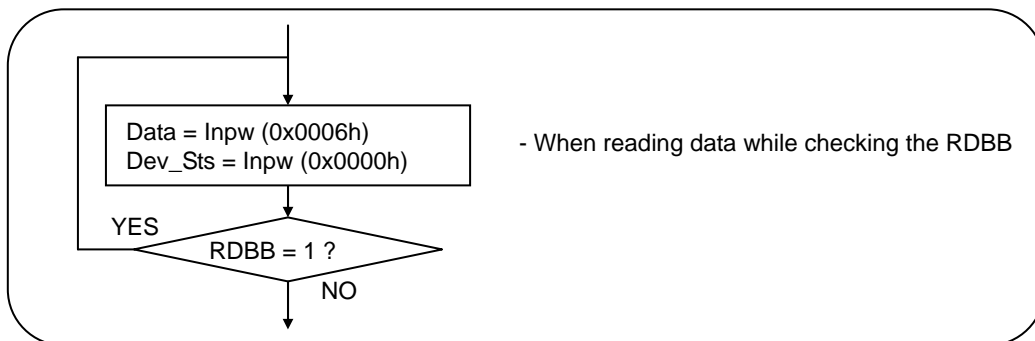 Data = Inpw (0x0006h)
Dev_Sts = Inpw (0x0000h)
- When reading data while checking the RDBB
YES
RDBB = 1 ?
NO